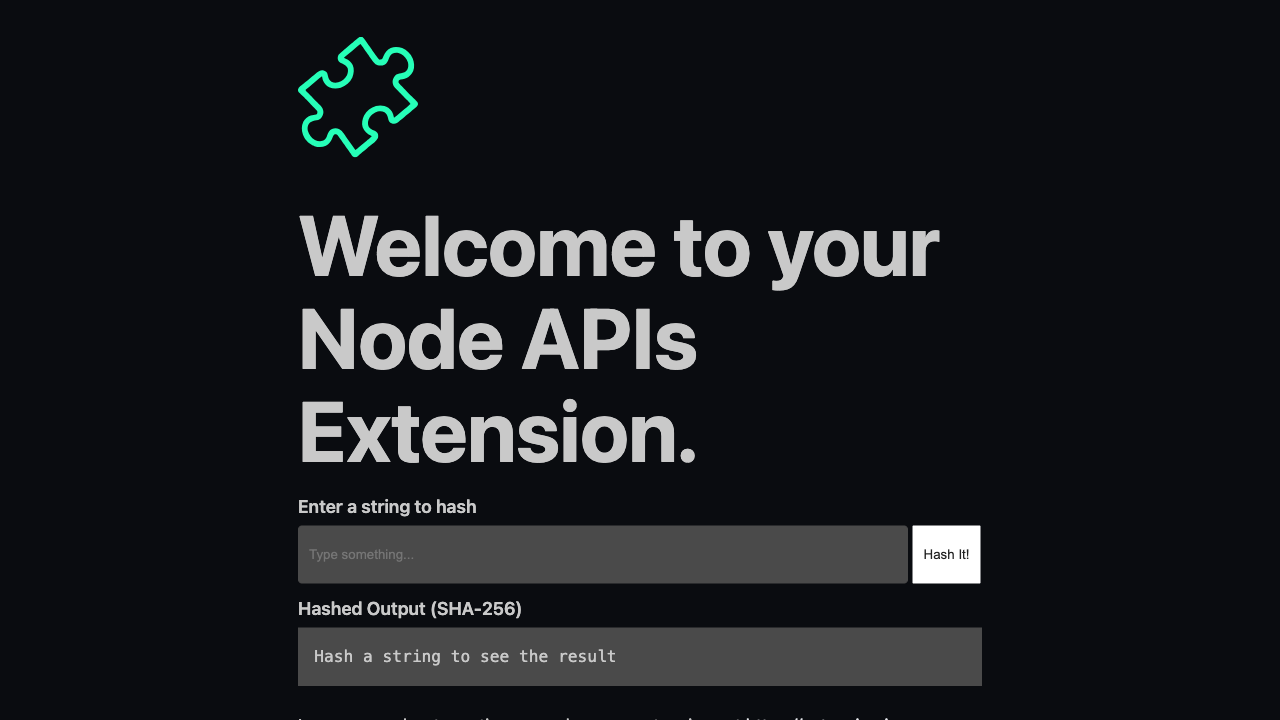 Welcome to your
Node APIs
Extension.
Enter a string to hash
Type something...
Hash It!
Hashed Output (SHA-256)
Hash a string to see the result